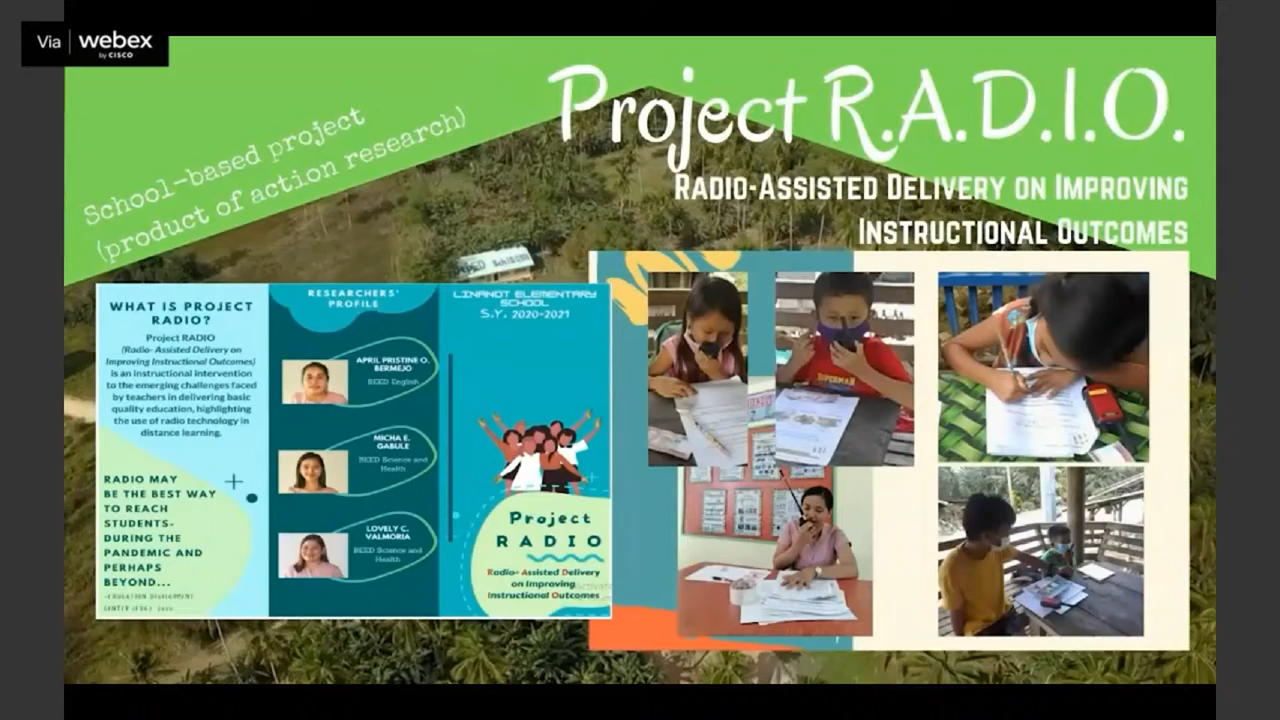 Via webex
by CISCO
School-based project
(product of action research)
Project R.A.D.I.O.
Radio-Assisted Delivery on Improving
Instructional Outcomes
WHAT IS PROJECT
RADIO?
Project RADIO
(Radio- Assisted Delivery on
Improving Instructional Outcomes)
is an instructional intervention
to the emerging challenges faced
by teachers in delivering basic
quality education, highlighting
the use of radio technology in
distance learning.
RADIO MAY
BE THE BEST WAY
TO REACH
STUDENTS-
DURING THE
PANDEMIC AND
PERHAPS
BEYOND...
RESEARCHERS'
PROFILE
APRIL PRISTINE O.
BERMEJO
BEED English
MICHA E.
GABULE
BEED Science and
Health
LOVELY C.
VALMORIA
BEED Science and
Health
LINANOT ELEMENTARY
SCHOOL
S.Y. 2020-2021
Project
RADIO
Radio- Assisted Delivery
on Improving
Instructional Outcomes
SUPERMAN